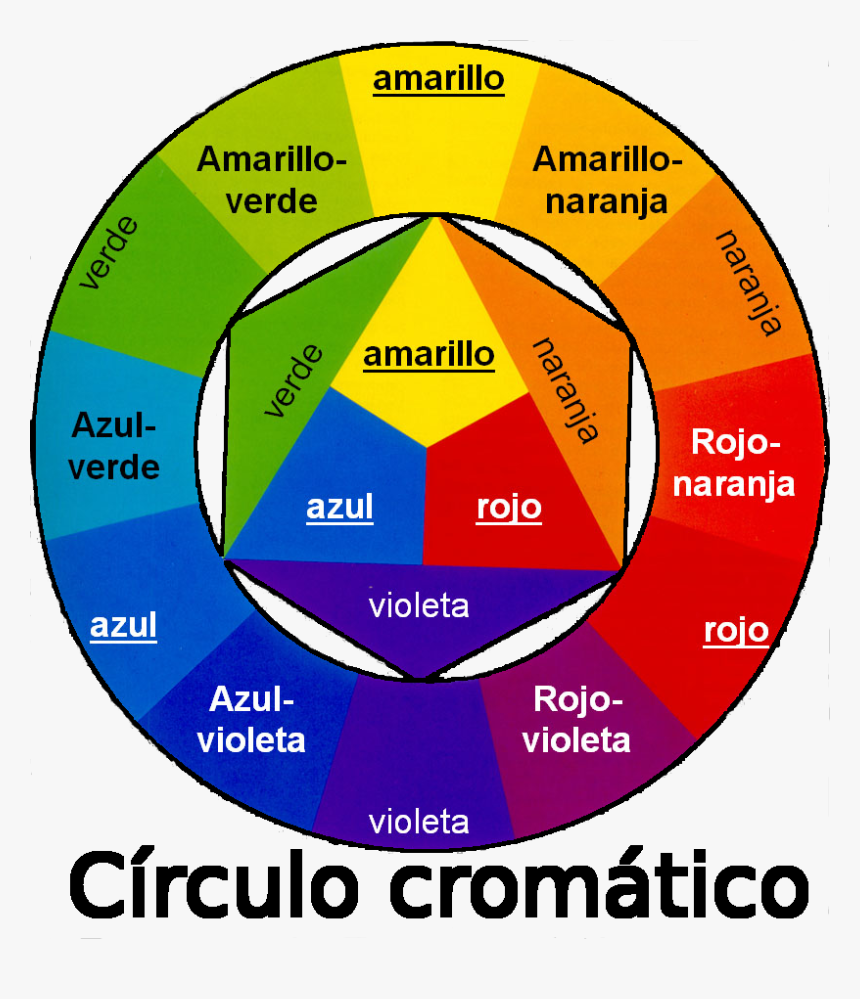 amarillo
Amarillo-
verde
Amarillo-
naranja
verde
naranja
amarillo
verde
naranja
Azul-
verde
Rojo-
naranja
azul
rojo
azul
rojo
violeta
Azul-
violeta
Rojo-
violeta
violeta
Círculo cromático